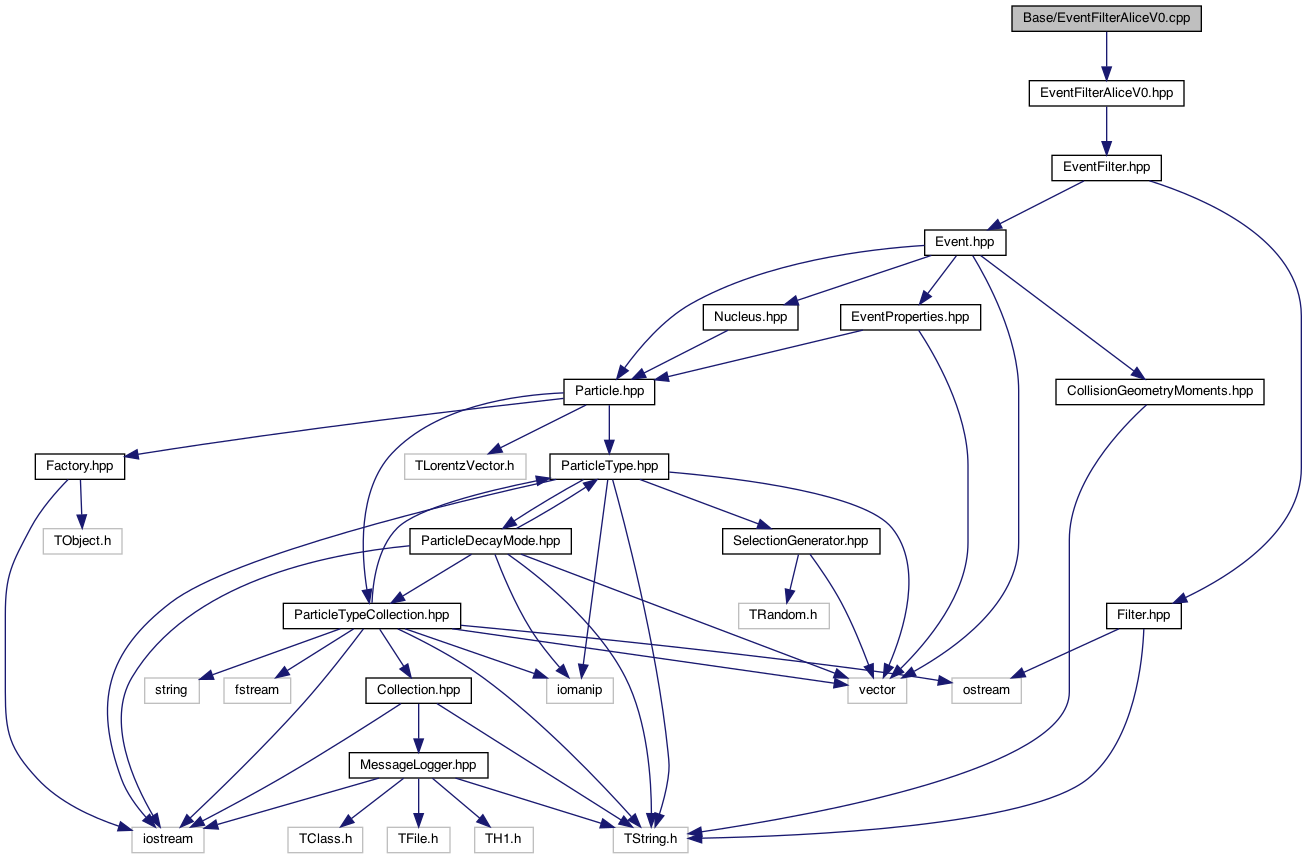 Base/EventFilterAliceV0.cpp
EventFilterAliceV0.hpp
EventFilter.hpp
Event.hpp
Nucleus.hpp
EventProperties.hpp
Particle.hpp
CollisionGeometryMoments.hpp
Factory.hpp
TLorentzVector.h
ParticleType.hpp
TObject.h
ParticleDecayMode.hpp
SelectionGenerator.hpp
ParticleTypeCollection.hpp
TRandom.h
Filter.hpp
string
fstream
Collection.hpp
iomanip
vector
ostream
MessageLogger.hpp
iostream
TClass.h
TFile.h
TH1.h
TString.h